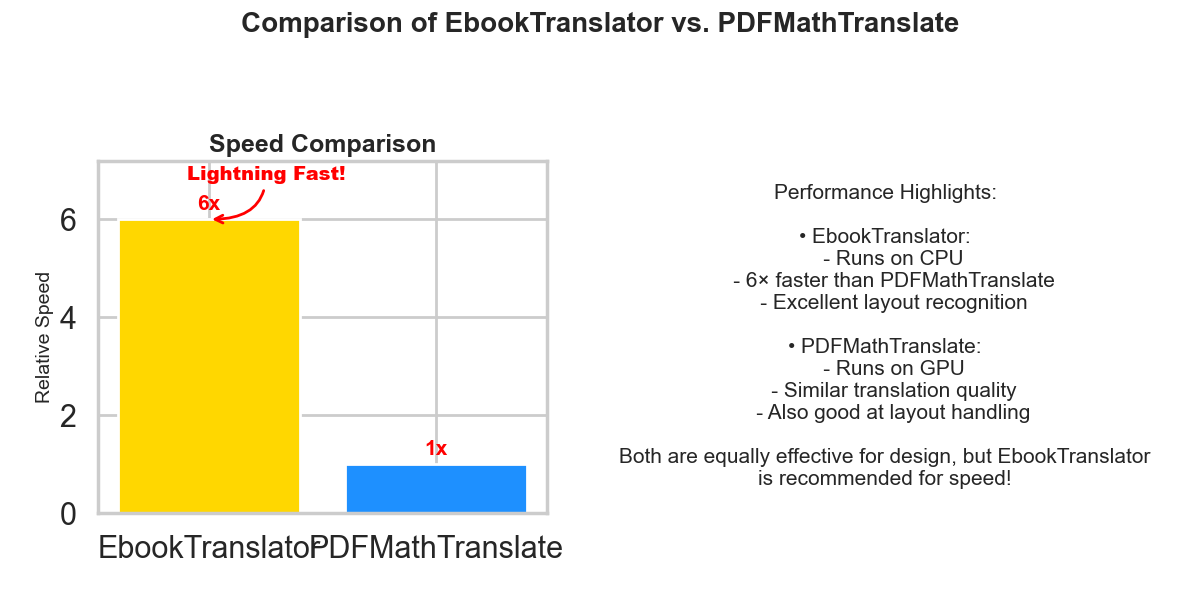 Comparison of EbookTranslator vs. PDFMathTranslate
Speed Comparison
Lightning Fast!
6x
1x
Relative Speed
6
4
2
0
EbookTranslator
PDFMathTranslate
Performance Highlights:
• EbookTranslator:
- Runs on CPU
- 6× faster than PDFMathTranslate
- Excellent layout recognition
• PDFMathTranslate:
- Runs on GPU
- Similar translation quality
- Also good at layout handling
Both are equally effective for design, but EbookTranslator
is recommended for speed!